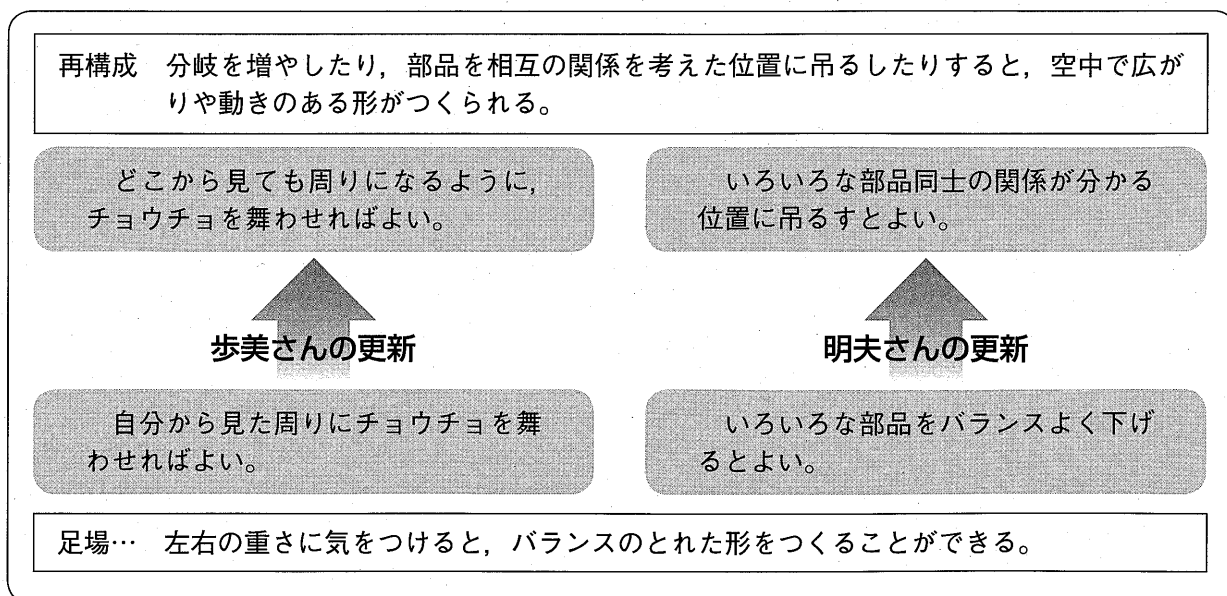 再構成　分岐を増やしたり，部品を相互の関係を考えた位置に吊るしたりすると，空中で広が
りや動きのある形がつくられる。
どこから見ても周りになるように，
チョウチョを舞わせればよい。
いろいろな部品同士の関係が分かる
位置に吊るすとよい。
歩美さんの更新
明夫さんの更新
自分から見た周りにチョウチョを舞
わせればよい。
いろいろな部品をバランスよく下げ
るとよい。
足場…　左右の重さに気をつけると，バランスのとれた形をつくることができる。